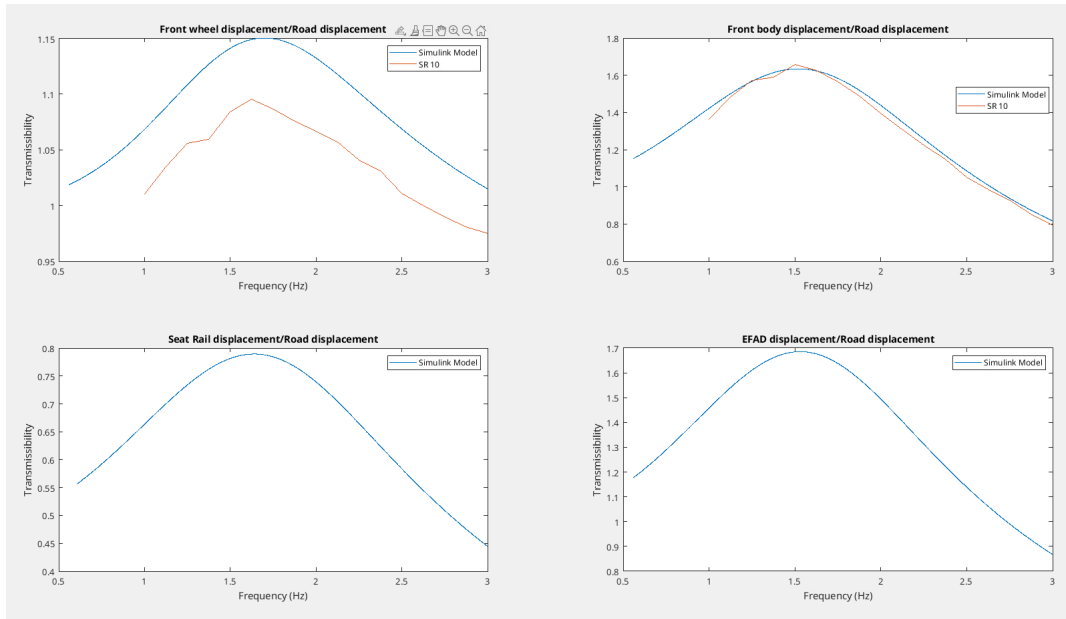 Front wheel displacement/Road displacement
1.15
1.1
1.05
1
0.95
Transmissibility
0.5 1 1.5 2 2.5 3
Frequency (Hz)
Simulink Model
SR 10
Front body displacement/Road displacement
1.8
1.6
1.4
1.2
1
0.8
0.6
Transmissibility
0.5 1 1.5 2 2.5 3
Frequency (Hz)
Simulink Model
SR 10
Seat Rail displacement/Road displacement
0.8
0.75
0.7
0.65
0.6
0.55
0.5
0.45
0.4
Transmissibility
0.5 1 1.5 2 2.5 3
Frequency (Hz)
Simulink Model
EFAD displacement/Road displacement
1.7
1.6
1.5
1.4
1.3
1.2
1.1
1
0.9
0.8
Transmissibility
0.5 1 1.5 2 2.5 3
Frequency (Hz)
Simulink Model